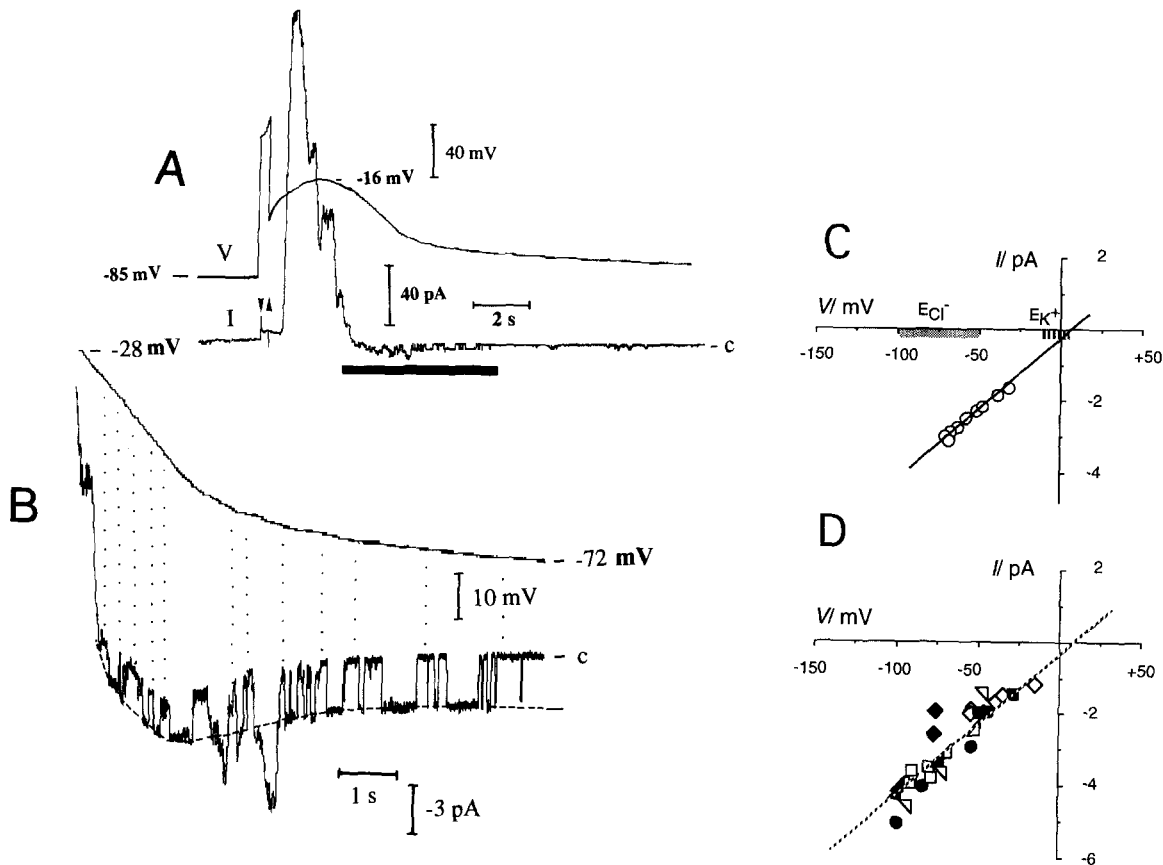 A
40 mV
-16 mV
V
-85 mV
40 pA
2 s
I
c
-28 mV
B
-72 mV
10 mV
c
1 s
-3 pA
C
I/ pA
2
V/ mV
ECl-
EK+
-150
-100
-50
+50
-2
-4
D
I/ pA
2
V/ mV
-150
-100
-50
+50
-2
-4
-6